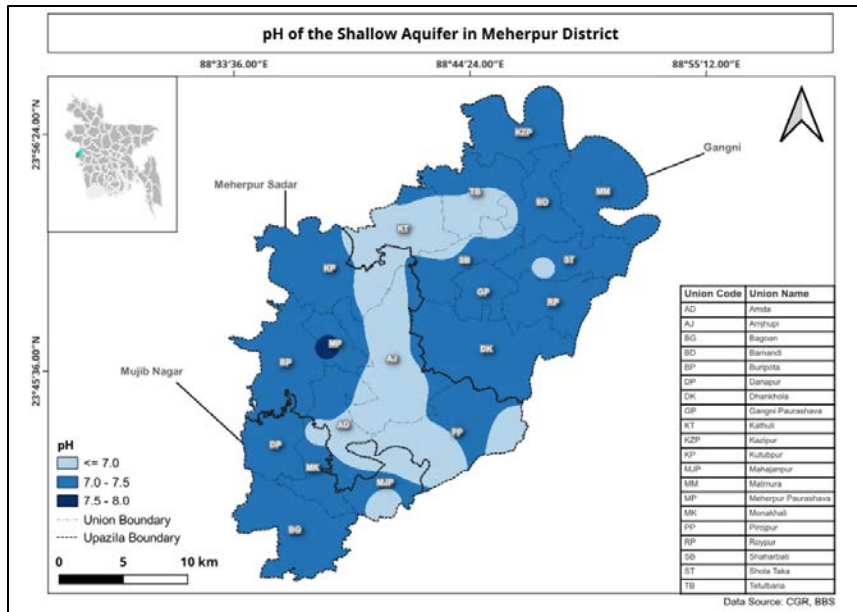 pH of the Shallow Aquifer in Meherpur District
88°33'36.00"E 88°44'24.00"E 88°55'12.00"E
23°56'24.00"N
23°45'36.00"N
Gangni
Meherpur Sadar
Mujib Nagar
KZP
TB
BD
MM
KT
KP
SB
ST
GP
RP
MP
AJ
DK
BP
AD
PP
DP
MK
MJP
BG
pH
<= 7.0
7.0 - 7.5
7.5 - 8.0
Union Boundary
Upazila Boundary
0 5 10 km
Union Code Union Name
AD Amda
AJ Amjhupi
BG Bagoan
BD Bamandi
BP Buripota
DP Dariapur
DK Dhankhola
GP Gangni Paurashava
KT Kathuli
KZP Kazipur
KP Kutubpur
MJP Mahajanpur
MM Matmura
MP Meherpur Paurashava
MK Monakhali
PP Pirojpur
RP Roypur
SB Shaharbati
ST Shola Taka
TB Tetulbaria
Data Source: CGR, BBS